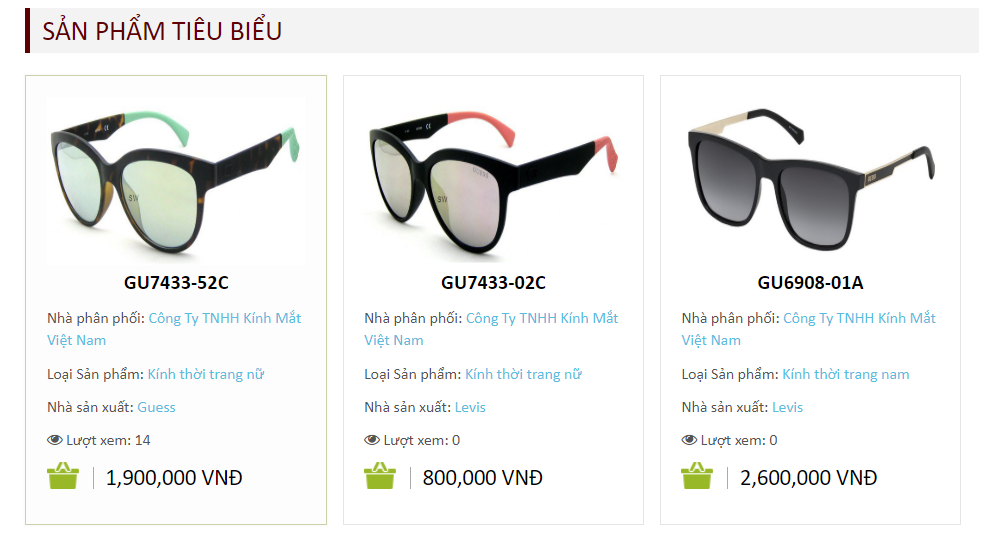 SẢN PHẨM TIÊU BIỂU
GU7433-52C
Nhà phân phối: Công Ty TNHH Kính Mắt
Việt Nam
Loại Sản phẩm: Kính thời trang nữ
Nhà sản xuất: Guess
Lượt xem: 14
1,900,000 VNĐ
GU7433-02C
Nhà phân phối: Công Ty TNHH Kính Mắt
Việt Nam
Loại Sản phẩm: Kính thời trang nữ
Nhà sản xuất: Levis
Lượt xem: 0
800,000 VNĐ
GU6908-01A
Nhà phân phối: Công Ty TNHH Kính Mắt
Việt Nam
Loại Sản phẩm: Kính thời trang nam
Nhà sản xuất: Levis
Lượt xem: 0
2,600,000 VNĐ